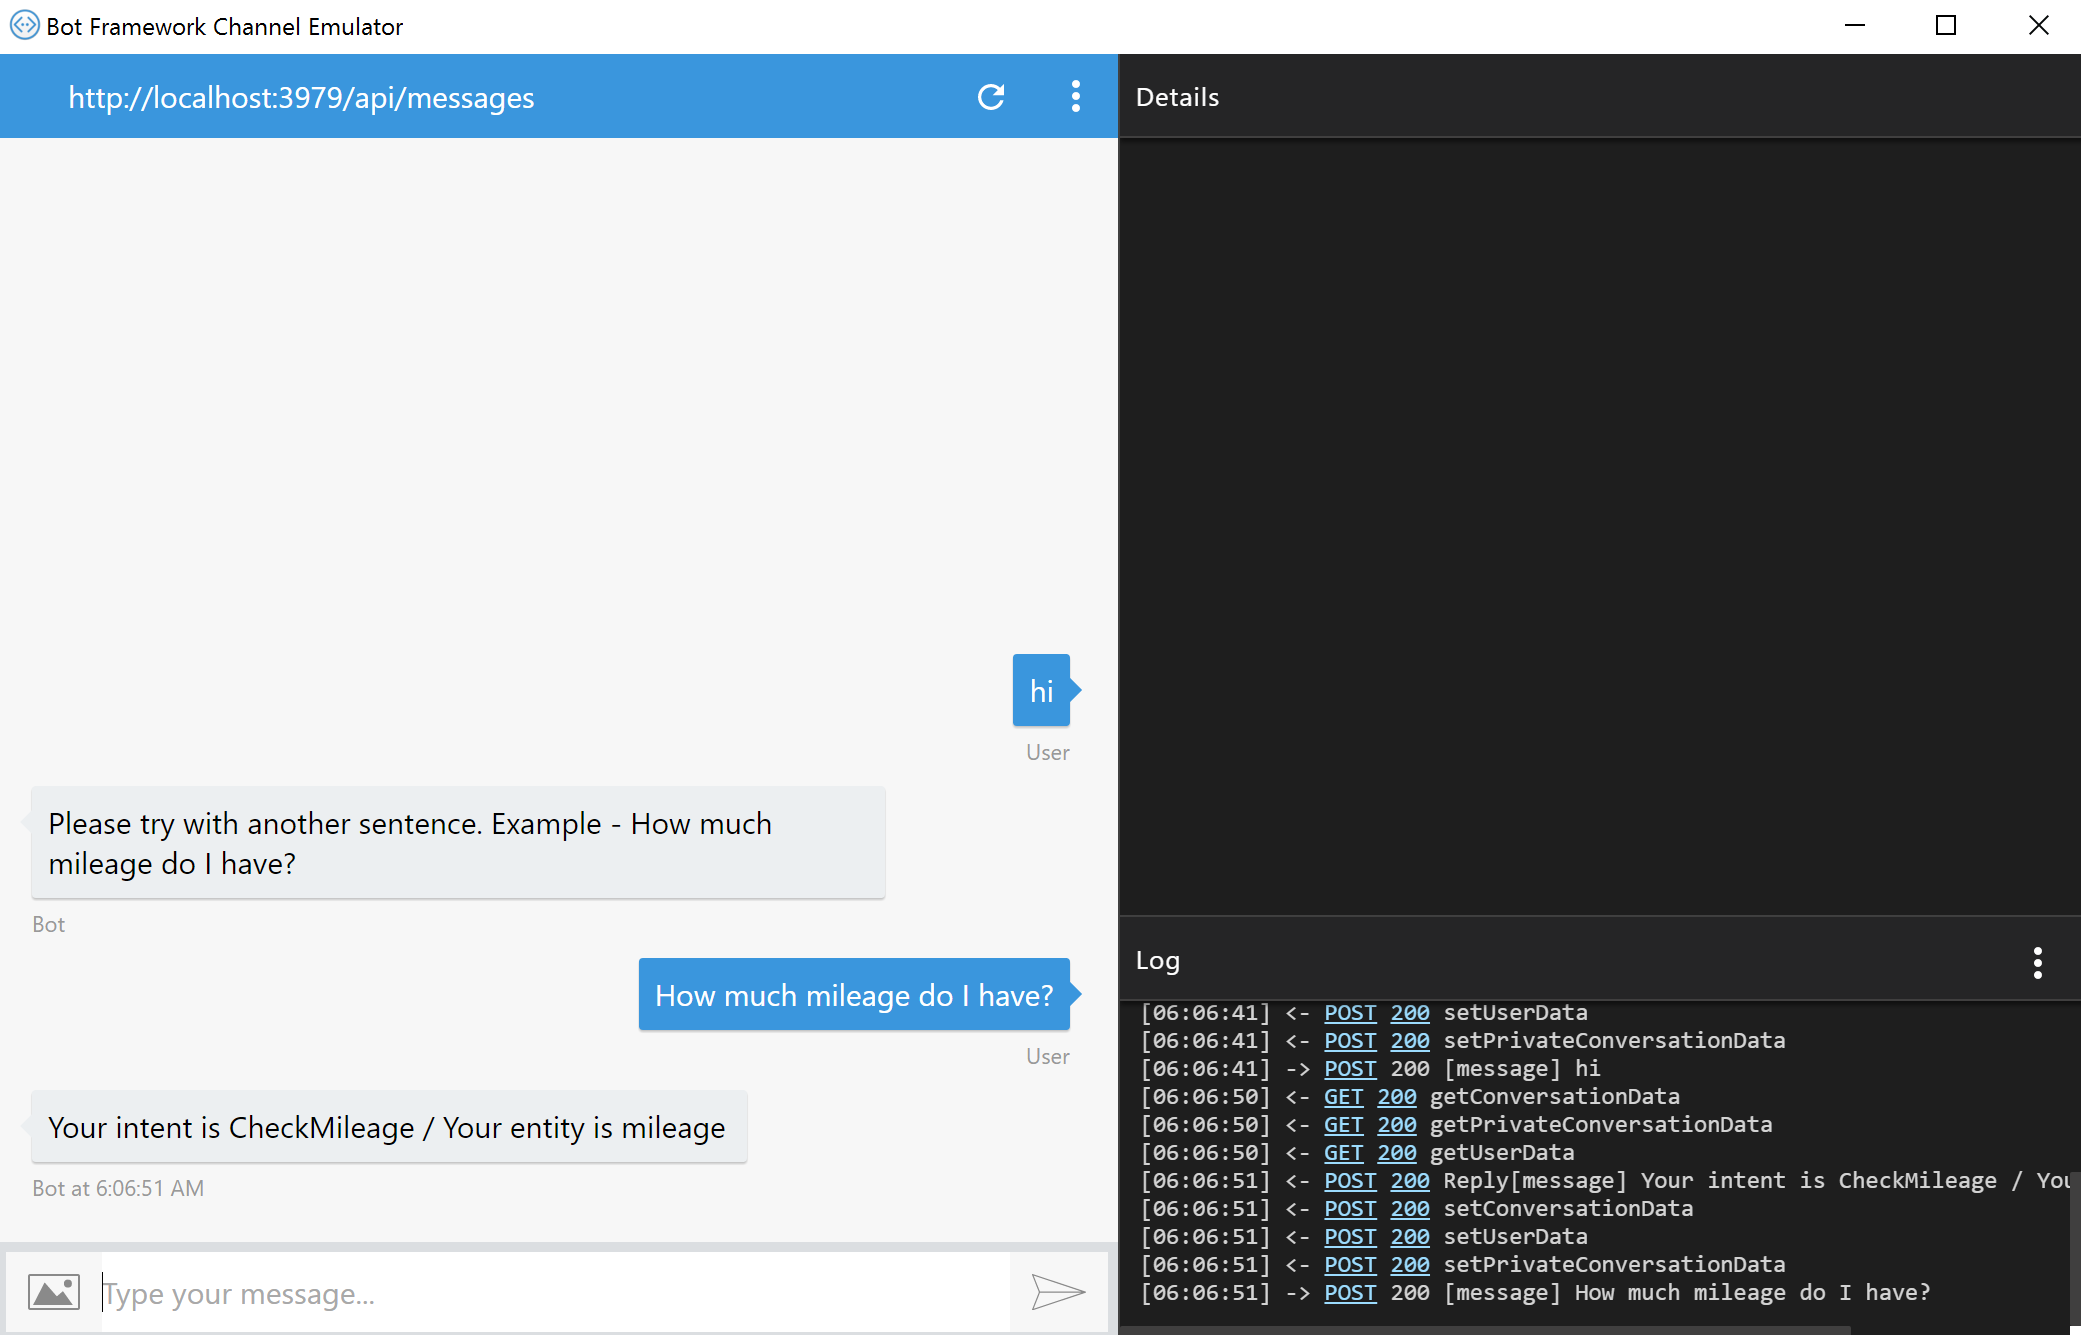 Bot Framework Channel Emulator
http://localhost:3979/api/messages
hi
User
Please try with another sentence. Example - How much
mileage do I have?
Bot
How much mileage do I have?
User
Your intent is CheckMileage / Your entity is mileage
Bot at 6:06:51 AM
Type your message...
Details
Log
[06:06:41] <- POST 200 setUserData
[06:06:41] <- POST 200 setPrivateConversationData
[06:06:41] -> POST 200 [message] hi
[06:06:50] <- GET 200 getConversationData
[06:06:50] <- GET 200 getPrivateConversationData
[06:06:50] <- GET 200 getUserData
[06:06:51] <- POST 200 Reply[message] Your intent is CheckMileage / You
[06:06:51] <- POST 200 setConversationData
[06:06:51] <- POST 200 setUserData
[06:06:51] <- POST 200 setPrivateConversationData
[06:06:51] -> POST 200 [message] How much mileage do I have?